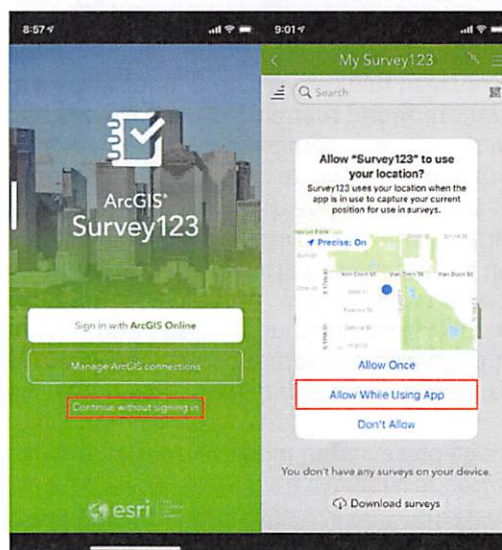 8:57
ArcGIS®
Survey123
Sign in with ArcGIS Online
Manage ArcGIS connections
Continue without signing in
esri
9:01
My Survey123
Search
Allow "Survey123" to use
your location?
Survey123 uses your location when the
app is in use to capture your current
position for use in surveys.
Precise: On
Allow Once
Allow While Using App
Don't Allow
You don't have any surveys on your device.
Download surveys